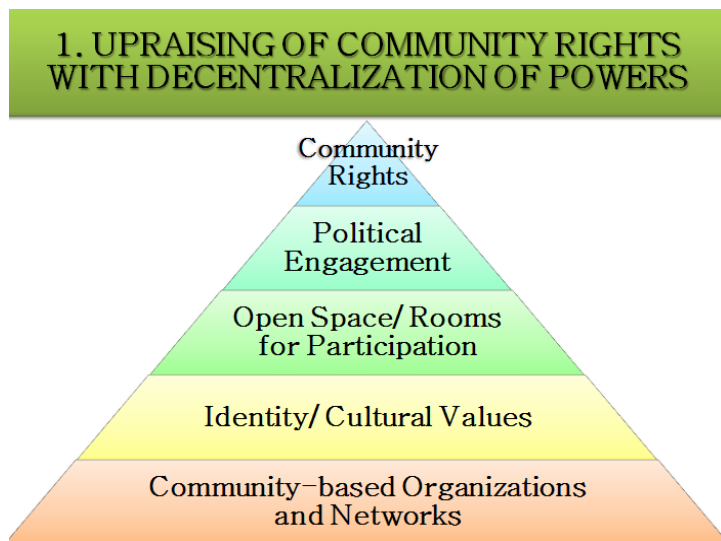 1. UPRAISING OF COMMUNITY RIGHTS
WITH DECENTRALIZATION OF POWERS
Community
Rights
Political
Engagement
Open Space/ Rooms
for Participation
Identity/ Cultural Values
Community-based Organizations
and Networks